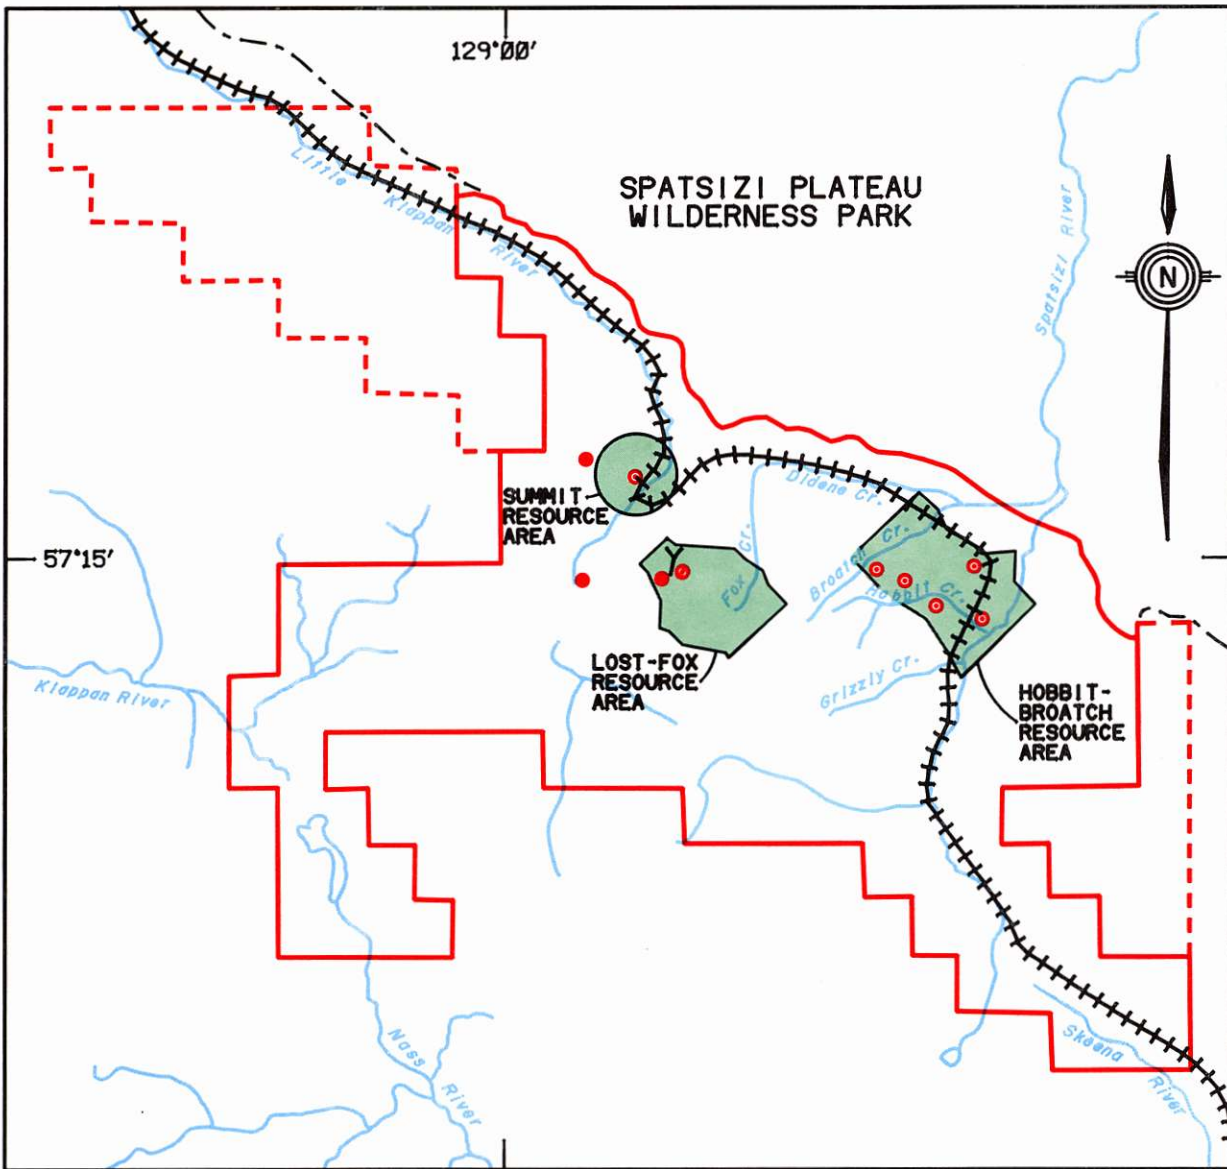 129°00'
SPATSIZI PLATEAU
WILDERNESS PARK
Little Klappan River
Spatsizi River
N
SUMMIT
RESOURCE
AREA
Didene Cr.
57°15'
Fox Cr.
Broatch Cr.
Hobbit Cr.
LOST-FOX
RESOURCE
AREA
Grizzly Cr.
Klappan River
HOBBIT-
BROATCH
RESOURCE
AREA
Nass River
Skeena River